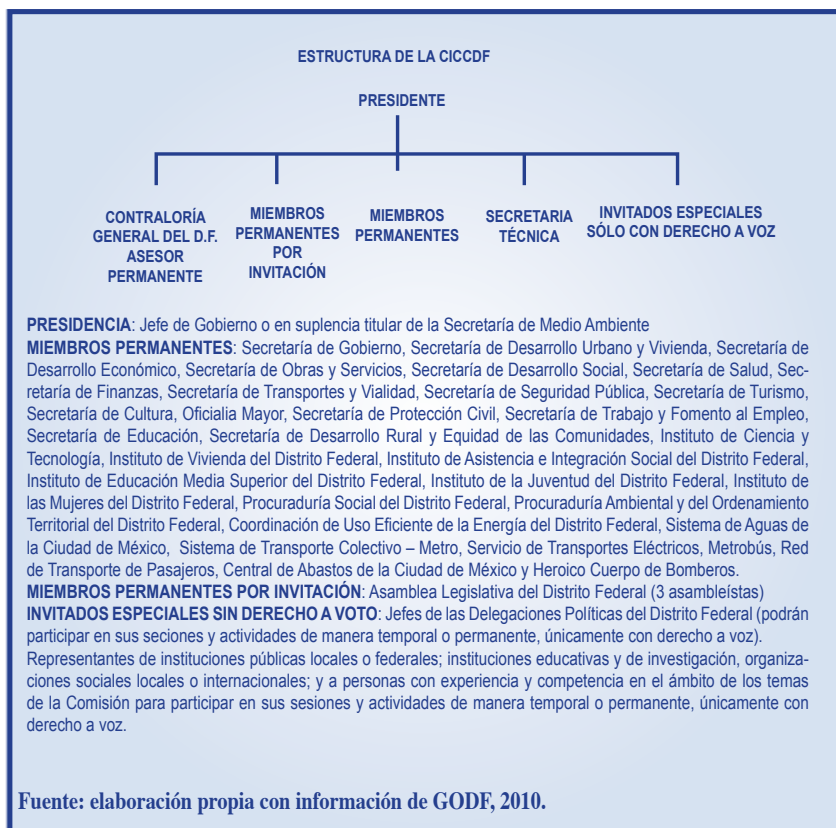 ESTRUCTURA DE LA CICCDF
PRESIDENTE
CONTRALORÍA
GENERAL DEL D.F.
ASESOR
PERMANENTE
MIEMBROS
PERMANENTES
POR
INVITACIÓN
MIEMBROS
PERMANENTES
SECRETARIA
TÉCNICA
INVITADOS ESPECIALES
SÓLO CON DERECHO A VOZ
PRESIDENCIA: Jefe de Gobierno o en suplencia titular de la Secretaría de Medio Ambiente
MIEMBROS PERMANENTES: Secretaría de Gobierno, Secretaría de Desarrollo Urbano y Vivienda, Secretaría de
Desarrollo Económico, Secretaría de Obras y Servicios, Secretaría de Desarrollo Social, Secretaría de Salud, Sec-
retaría de Finanzas, Secretaría de Transportes y Vialidad, Secretaría de Seguridad Pública, Secretaría de Turismo,
Secretaría de Cultura, Oficialia Mayor, Secretaría de Protección Civil, Secretaría de Trabajo y Fomento al Empleo,
Secretaría de Educación, Secretaría de Desarrollo Rural y Equidad de las Comunidades, Instituto de Ciencia y
Tecnología, Instituto de Vivienda del Distrito Federal, Instituto de Asistencia e Integración Social del Distrito Federal,
Instituto de Educación Media Superior del Distrito Federal, Instituto de la Juventud del Distrito Federal, Instituto de
las Mujeres del Distrito Federal, Procuraduría Social del Distrito Federal, Procuraduría Ambiental y del Ordenamiento
Territorial del Distrito Federal, Coordinación de Uso Eficiente de la Energía del Distrito Federal, Sistema de Aguas de
la Ciudad de México, Sistema de Transporte Colectivo – Metro, Servicio de Transportes Eléctricos, Metrobús, Red
de Transporte de Pasajeros, Central de Abastos de la Ciudad de México y Heroico Cuerpo de Bomberos.
MIEMBROS PERMANENTES POR INVITACIÓN: Asamblea Legislativa del Distrito Federal (3 asambleístas)
INVITADOS ESPECIALES SIN DERECHO A VOTO: Jefes de las Delegaciones Políticas del Distrito Federal (podrán
participar en sus seciones y actividades de manera temporal o permanente, únicamente con derecho a voz).
Representantes de instituciones públicas locales o federales; instituciones educativas y de investigación, organiza-
ciones sociales locales o internacionales; y a personas con experiencia y competencia en el ámbito de los temas
de la Comisión para participar en sus sesiones y actividades de manera temporal o permanente, únicamente con
derecho a voz.
Fuente: elaboración propia con información de GODF, 2010.